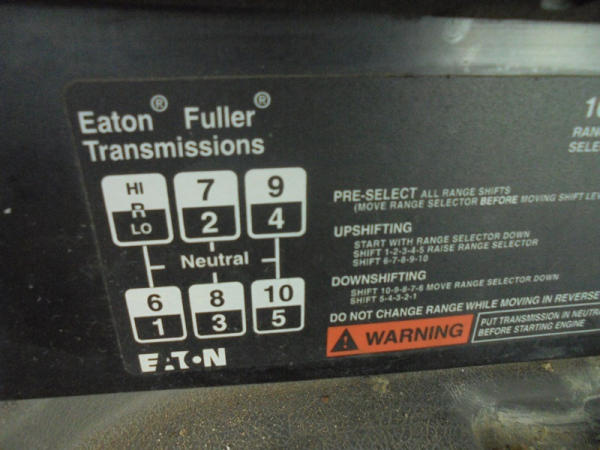 Eaton® Fuller®
Transmissions
HI
R
LO
7
2
9
4
Neutral
6
1
8
3
10
5
EATON
RAN
SELE
PRE-SELECT ALL RANGE SHIFTS
(MOVE RANGE SELECTOR BEFORE MOVING SHIFT LEV
UPSHIFTING
START WITH RANGE SELECTOR DOWN
SHIFT 1-2-3-4-5 RAISE RANGE SELECTOR
SHIFT 6-7-8-9-10
DOWNSHIFTING
SHIFT 10-9-8-7-6 MOVE RANGE SELECTOR DOWN
SHIFT 5-4-3-2-1
DO NOT CHANGE RANGE WHILE MOVING IN REVERSE
WARNING
PUT TRANSMISSION IN NEUTR
BEFORE STARTING ENGINE